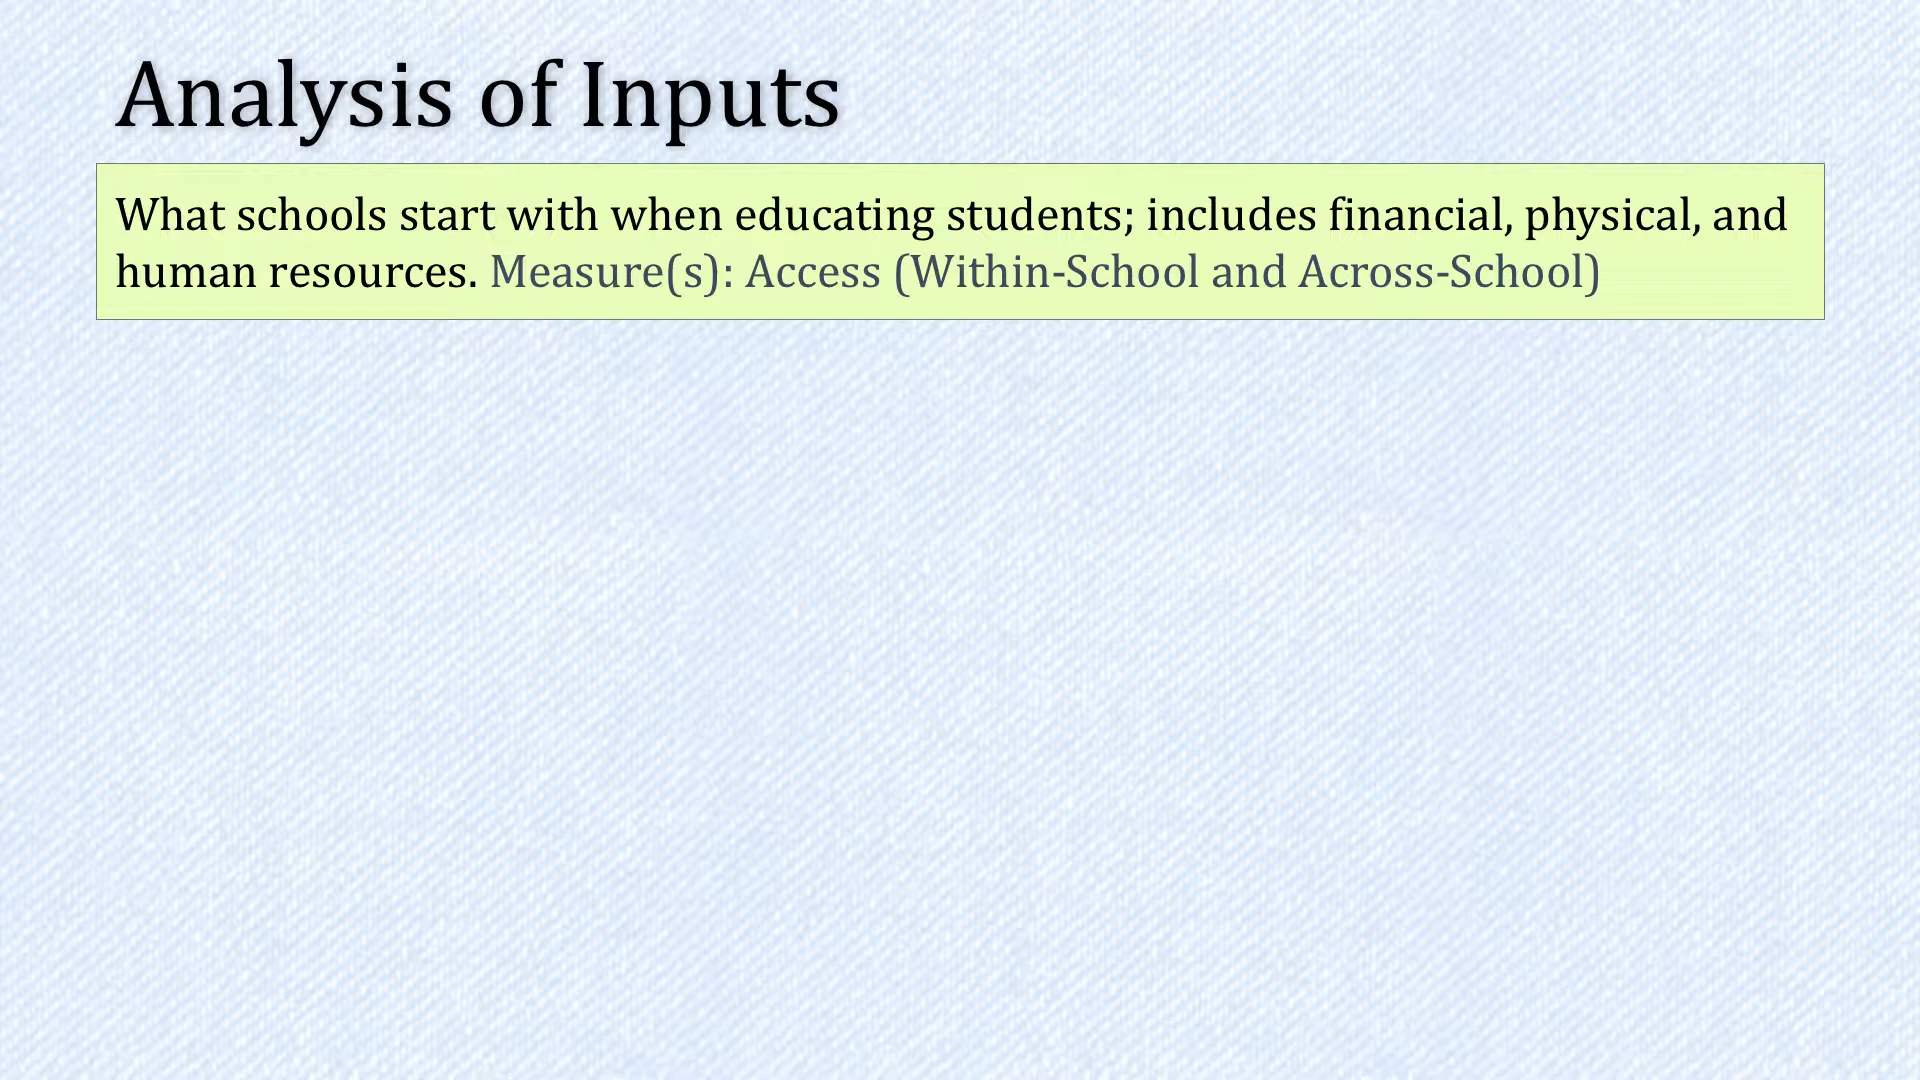 Analysis of Inputs
What schools start with when educating students; includes financial, physical, and
human resources. Measure(s): Access (Within-School and Across-School)